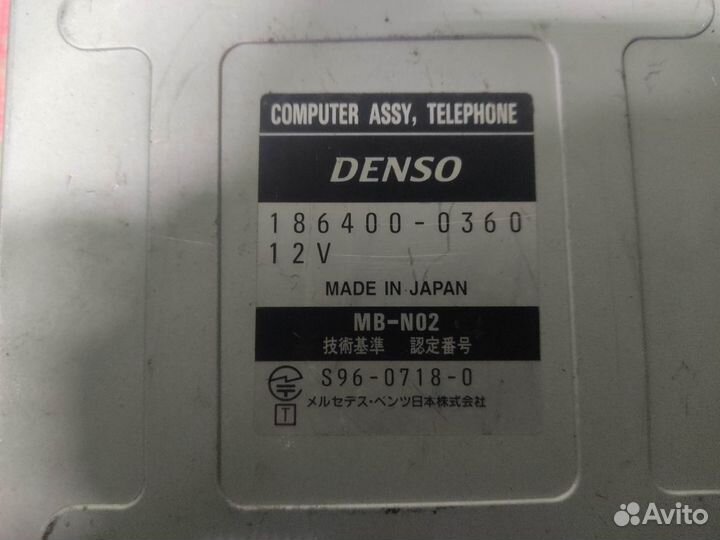 COMPUTER ASSY, TELEPHONE
DENSO
186400-0360
12V
MADE IN JAPAN
MB-N02
技術基準 認定番号
S96-0718-0
T
メルセデス・ベンツ日本株式会社
Avito